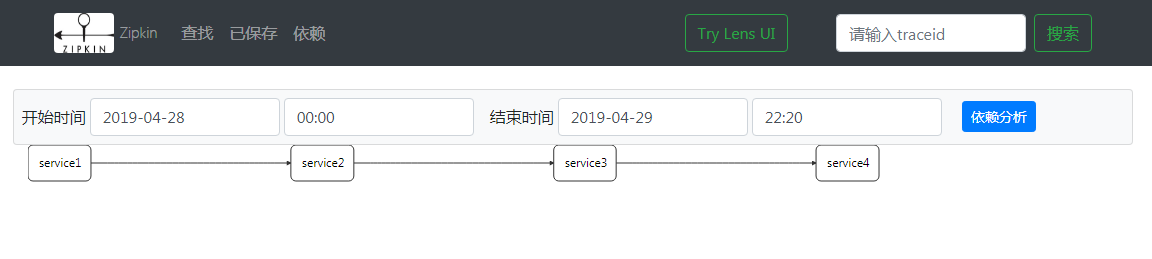 ZIPKIN Zipkin 查找 已保存 依赖 Try Lens UI 请输入traceid 搜索
开始时间 2019-04-28 00:00 结束时间 2019-04-29 22:20 依赖分析
service1 service2 service3 service4